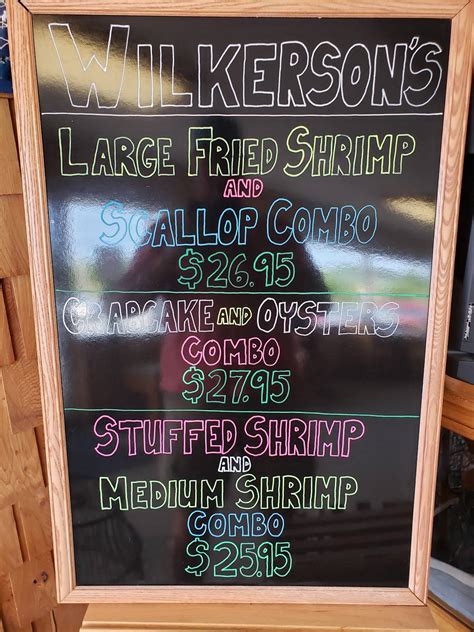 WILKERSON'S
LARGE FRIED SHRIMP
AND
SCALLOP COMBO
$26.95
CRABCAKE AND OYSTERS
COMBO
$27.95
STUFFED SHRIMP
AND
MEDIUM SHRIMP
COMBO
$25.95